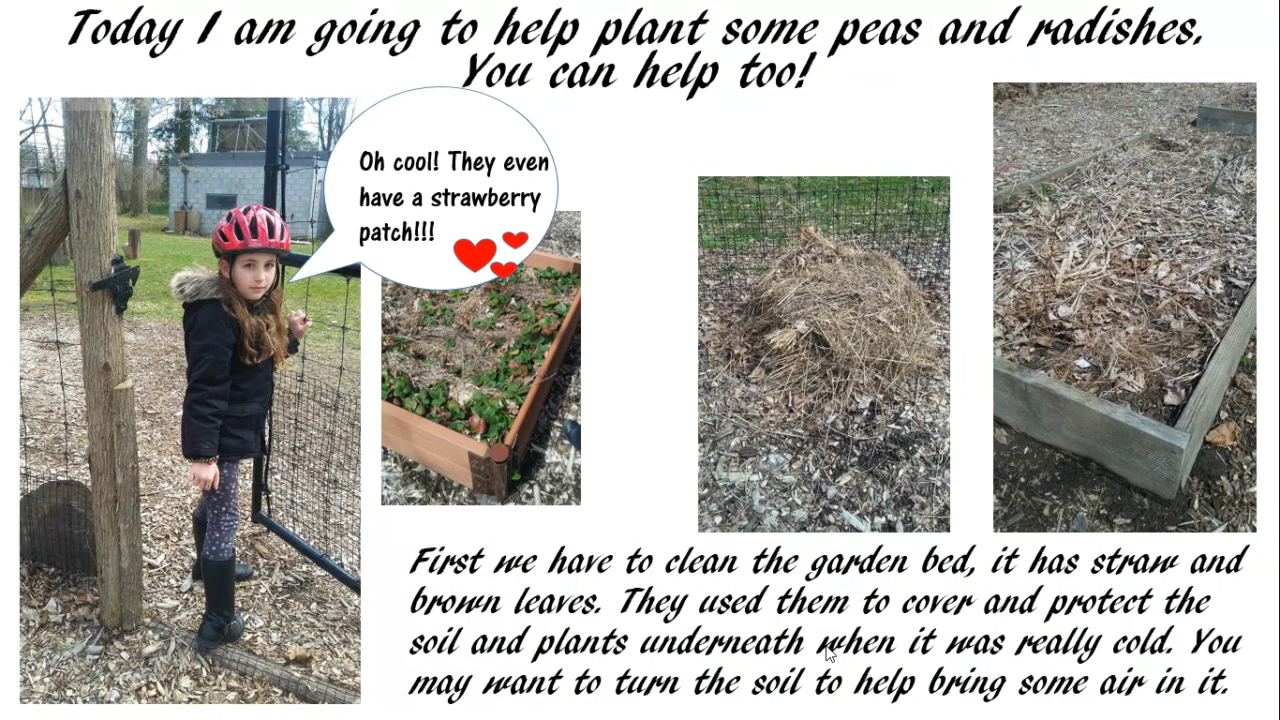 Today I am going to help plant some peas and radishes.
You can help too!
Oh cool! They even
have a strawberry
patch!!!
First we have to clean the garden bed, it has straw and
brown leaves. They used them to cover and protect the
soil and plants underneath when it was really cold. You
may want to turn the soil to help bring some air in it.